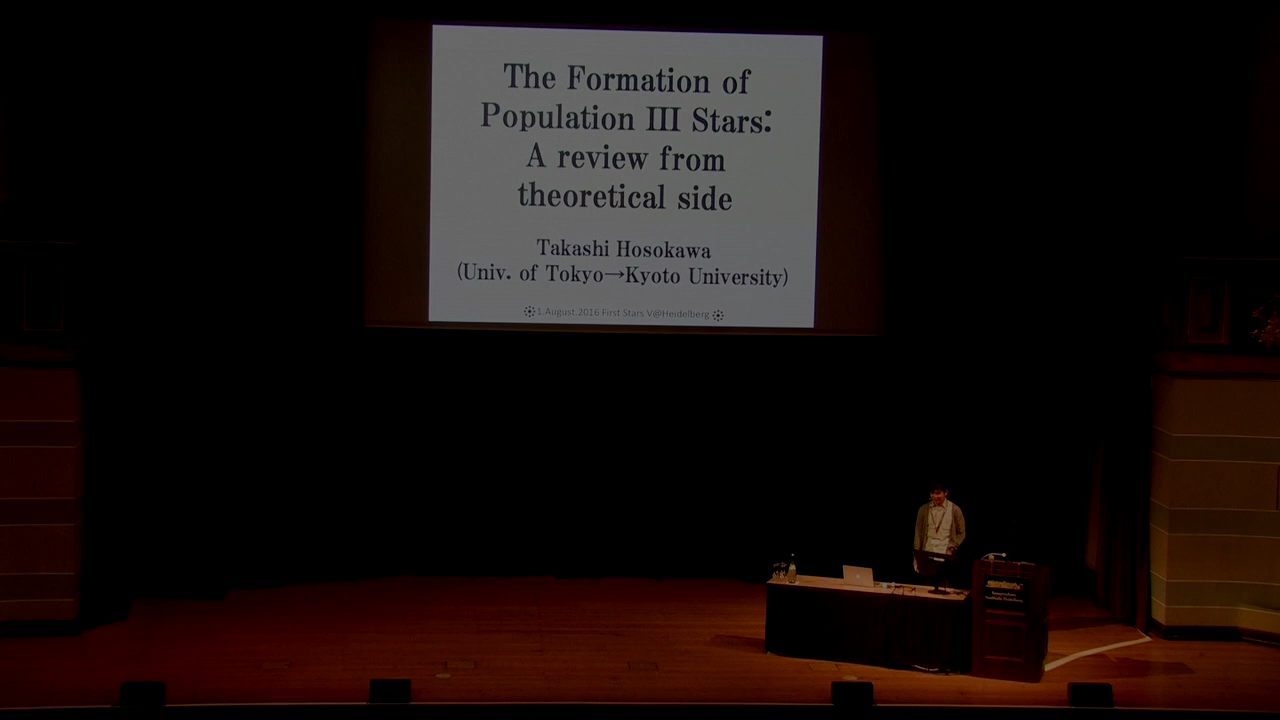 The Formation of
Population III Stars:
A review from
theoretical side
Takashi Hosokawa
(Univ. of Tokyo→Kyoto University)
1 August,2016 First Stars V@Heidelberg